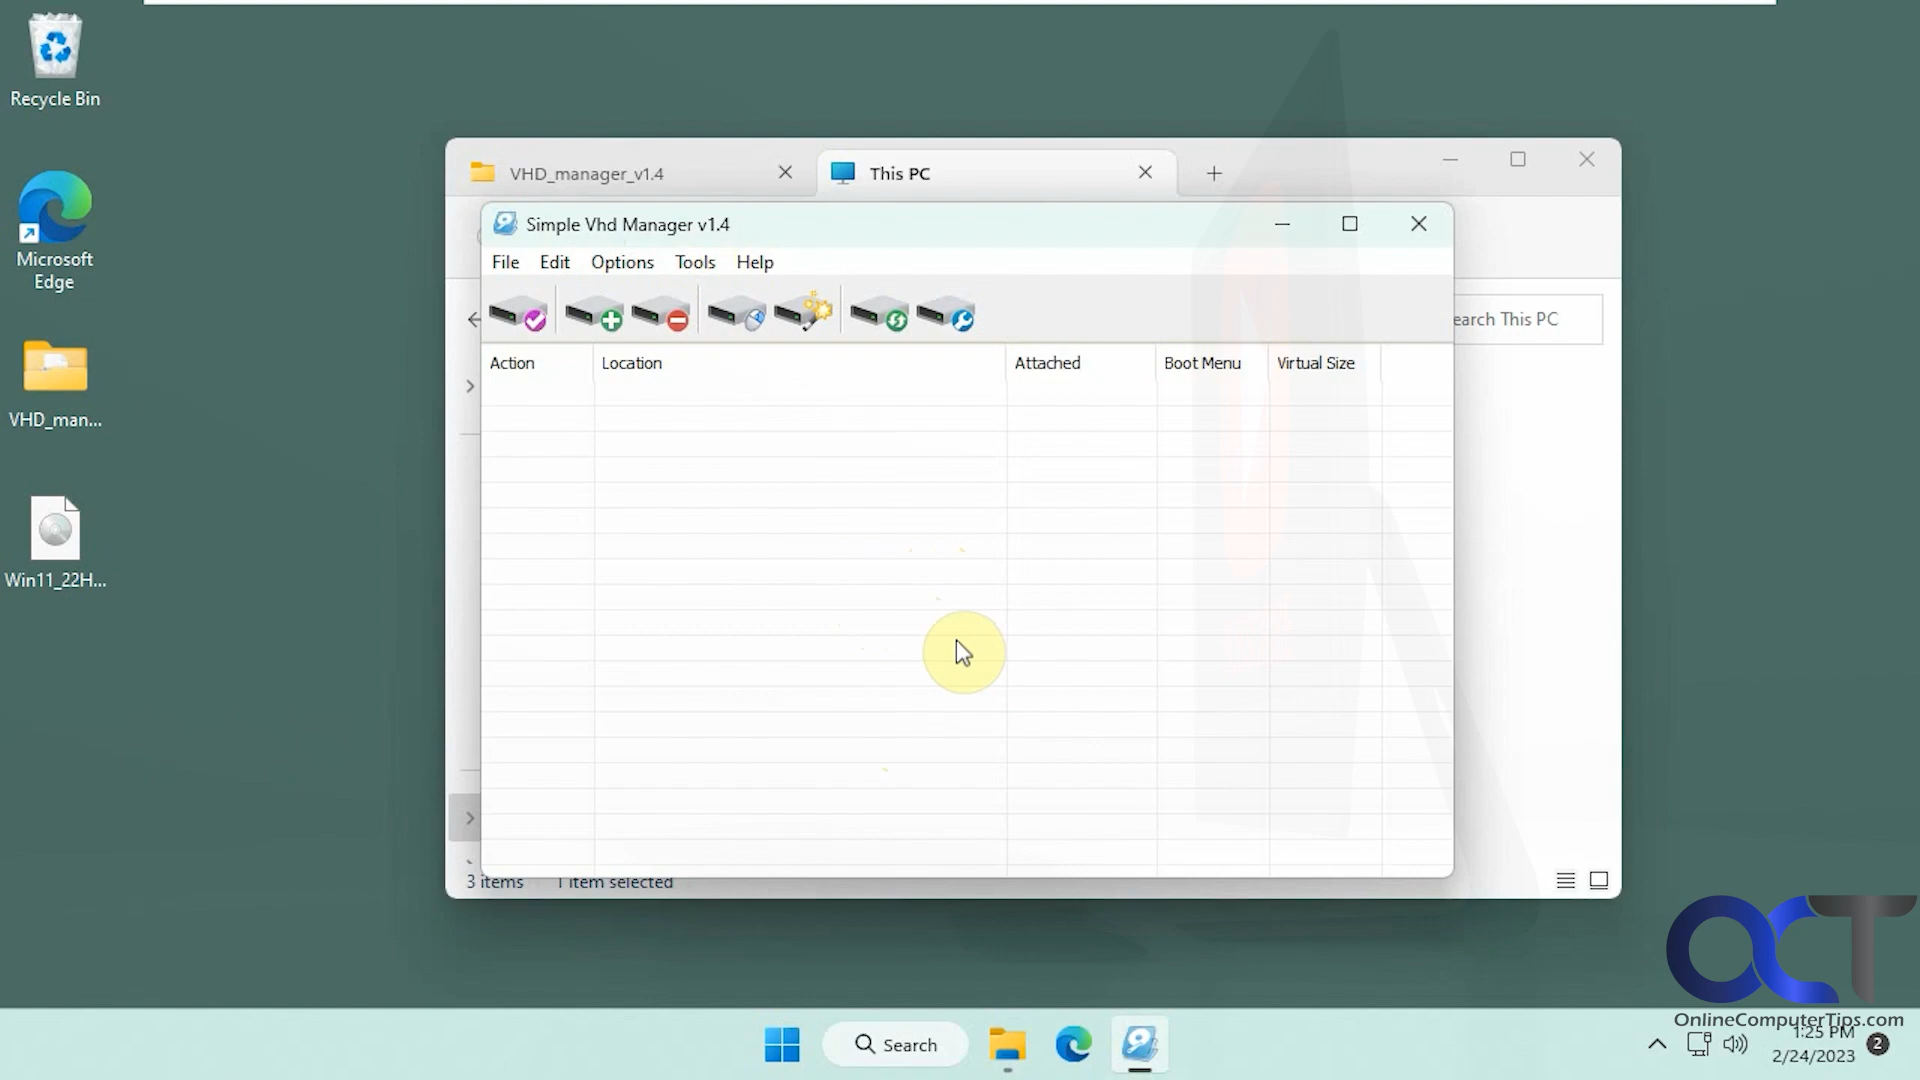 Recycle Bin
Microsoft
Edge
VHD_man...
Win11_22H...
VHD_manager_v1.4
This PC
Simple Vhd Manager v1.4
File Edit Options Tools Help
earch This PC
Action Location Attached Boot Menu Virtual Size
3 items 1 item selected
OCT
OnlineComputerTips.com
Search
1:25 PM
2/24/2023
2